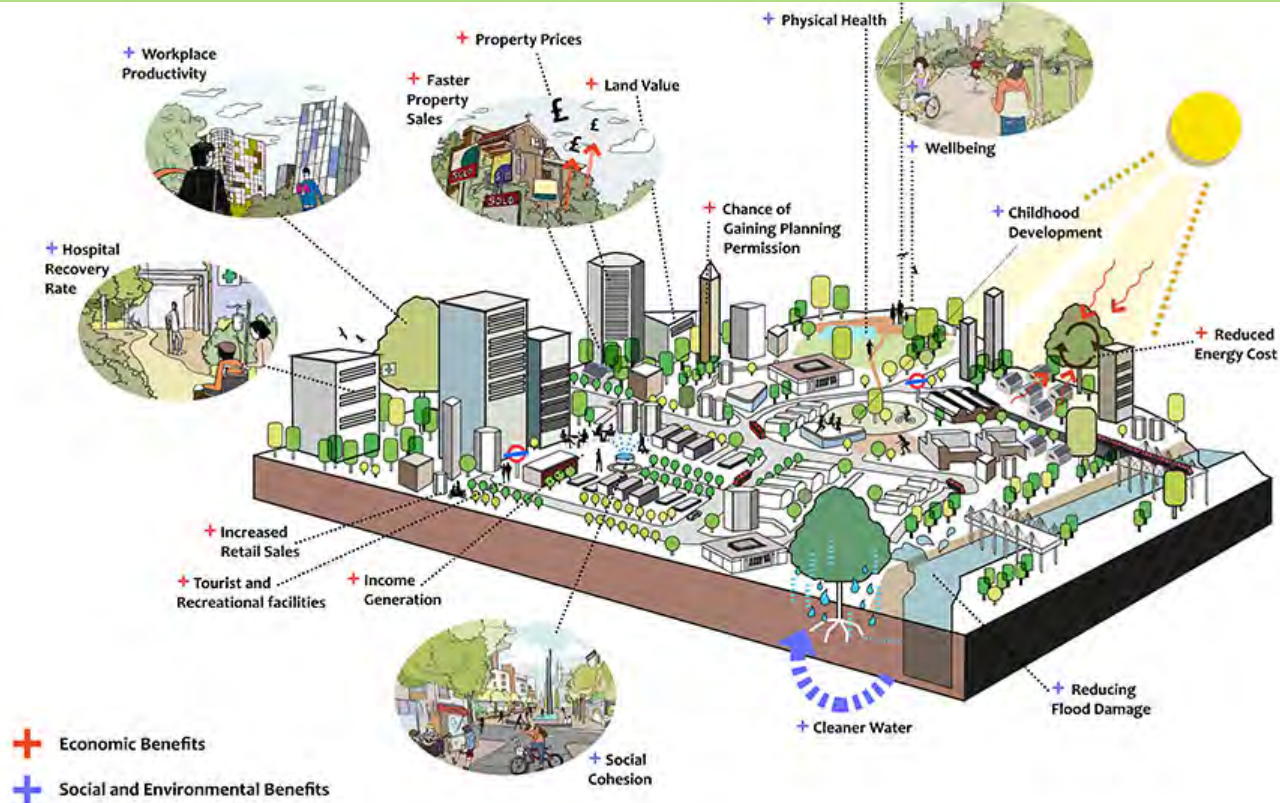 + Physical Health
+ Property Prices
+ Workplace
Productivity
+ Faster
Property
Sales
+ Land Value
£
£
£
SOLD
SOLD
+ Wellbeing
+ Chance of
Gaining Planning
Permission
+ Childhood
Development
+ Hospital
Recovery
Rate
+ Reduced
Energy Cost
+ Increased
Retail Sales
+ Tourist and
Recreational facilities
+ Income
Generation
+ Reducing
Flood Damage
+ Cleaner Water
+ Social
Cohesion
+ Economic Benefits
+ Social and Environmental Benefits